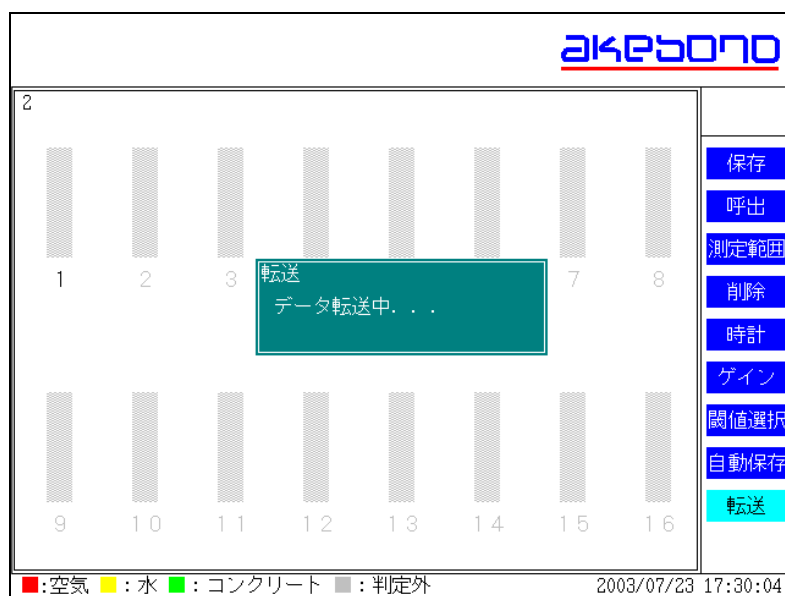 akebono
2
保存
呼出
測定範囲
削除
時計
ゲイン
閾値選択
自動保存
転送
1 2 3 7 8
転送
データ転送中...
9 10 11 12 13 14 15 16
:空気 :水 :コンクリート :判定外 2003/07/23 17:30:04